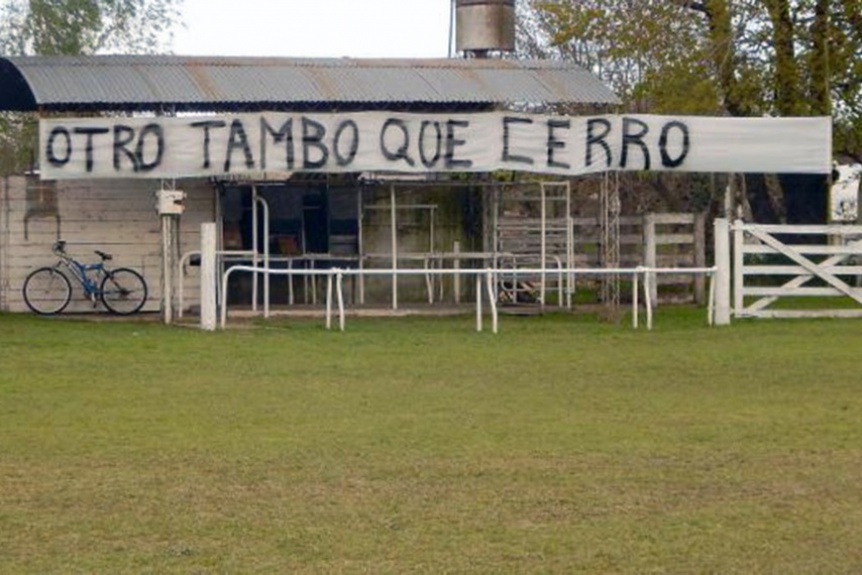 OTRO TAMBO QUE CERRO